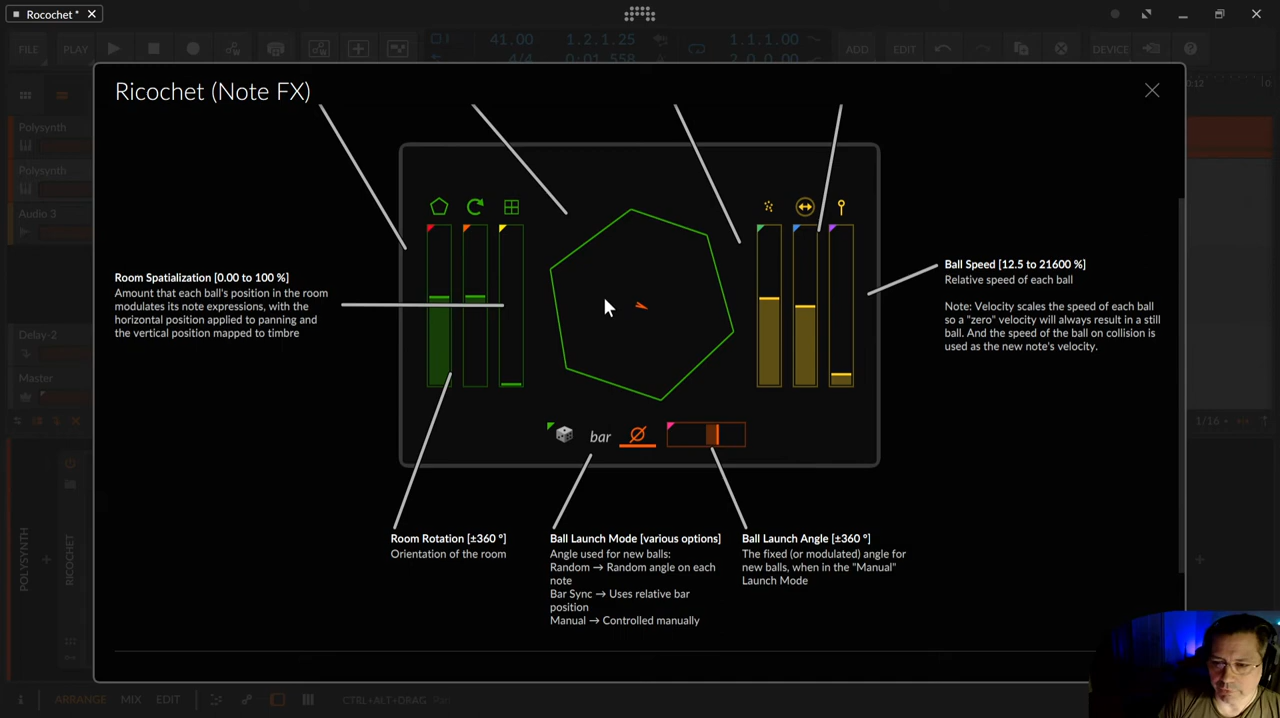 Rocochet *
FILE
PLAY
41.00
1.2.1.25
1.1.1.00
4/4
0:01.558
2.0.0.00
ADD
EDIT
DEVICE
Ricochet (Note FX)
Polysynth
Polysynth
Audio 3
Delay-2
Master
Room Spatialization [0.00 to 100 %]
Amount that each ball's position in the room
modulates its note expressions, with the
horizontal position applied to panning and
the vertical position mapped to timbre
Ball Speed [12.5 to 21600 %]
Relative speed of each ball
Note: Velocity scales the speed of each ball
so a "zero" velocity will always result in a still
ball. And the speed of the ball on collision is
used as the new note's velocity.
bar
1/16
Room Rotation [±360 °]
Orientation of the room
Ball Launch Mode [various options]
Angle used for new balls:
Random → Random angle on each
note
Bar Sync → Uses relative bar
position
Manual → Controlled manually
Ball Launch Angle [±360 °]
The fixed (or modulated) angle for
new balls, when in the "Manual"
Launch Mode
POLYSYNTH
RICOCHET
ARRANGE
MIX
EDIT
CTRL+ALT+DRAG